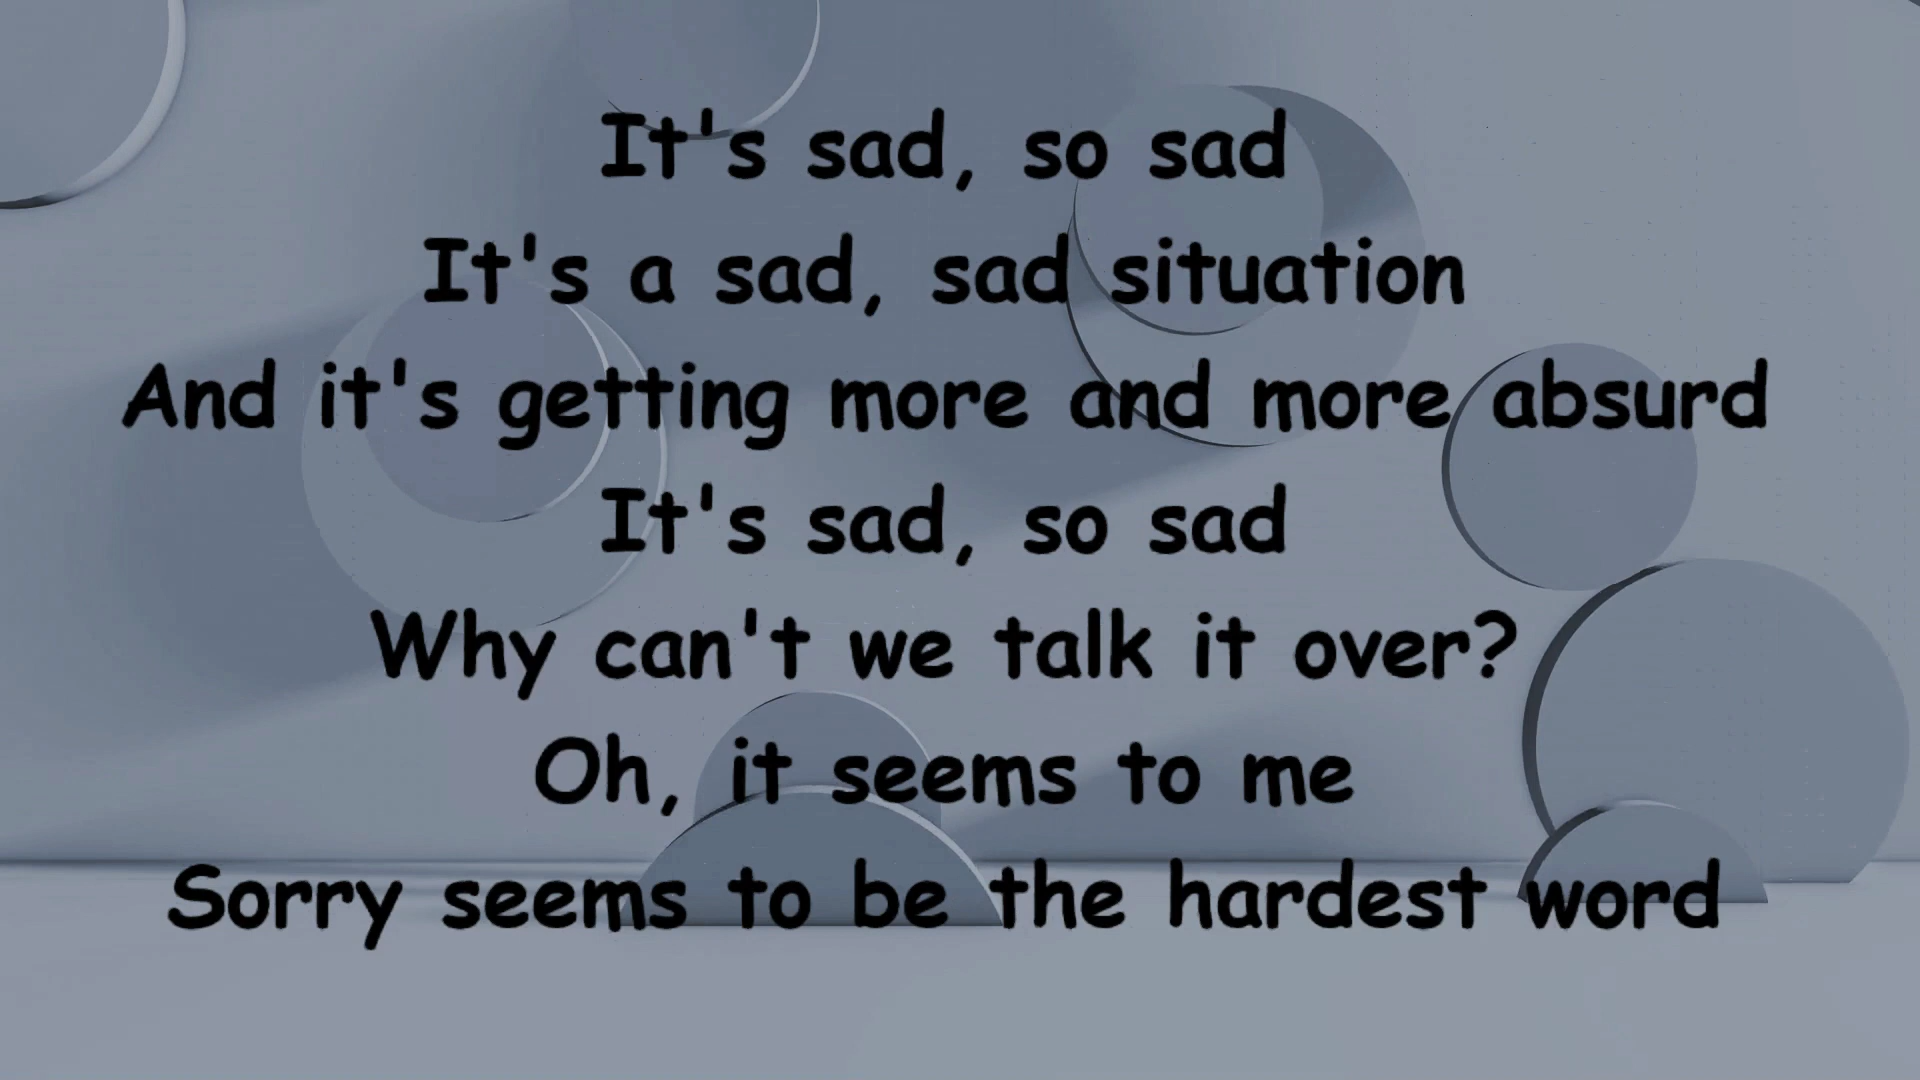 It's sad, so sad
It's a sad, sad situation
And it's getting more and more absurd
It's sad, so sad
Why can't we talk it over?
Oh, it seems to me
Sorry seems to be the hardest word